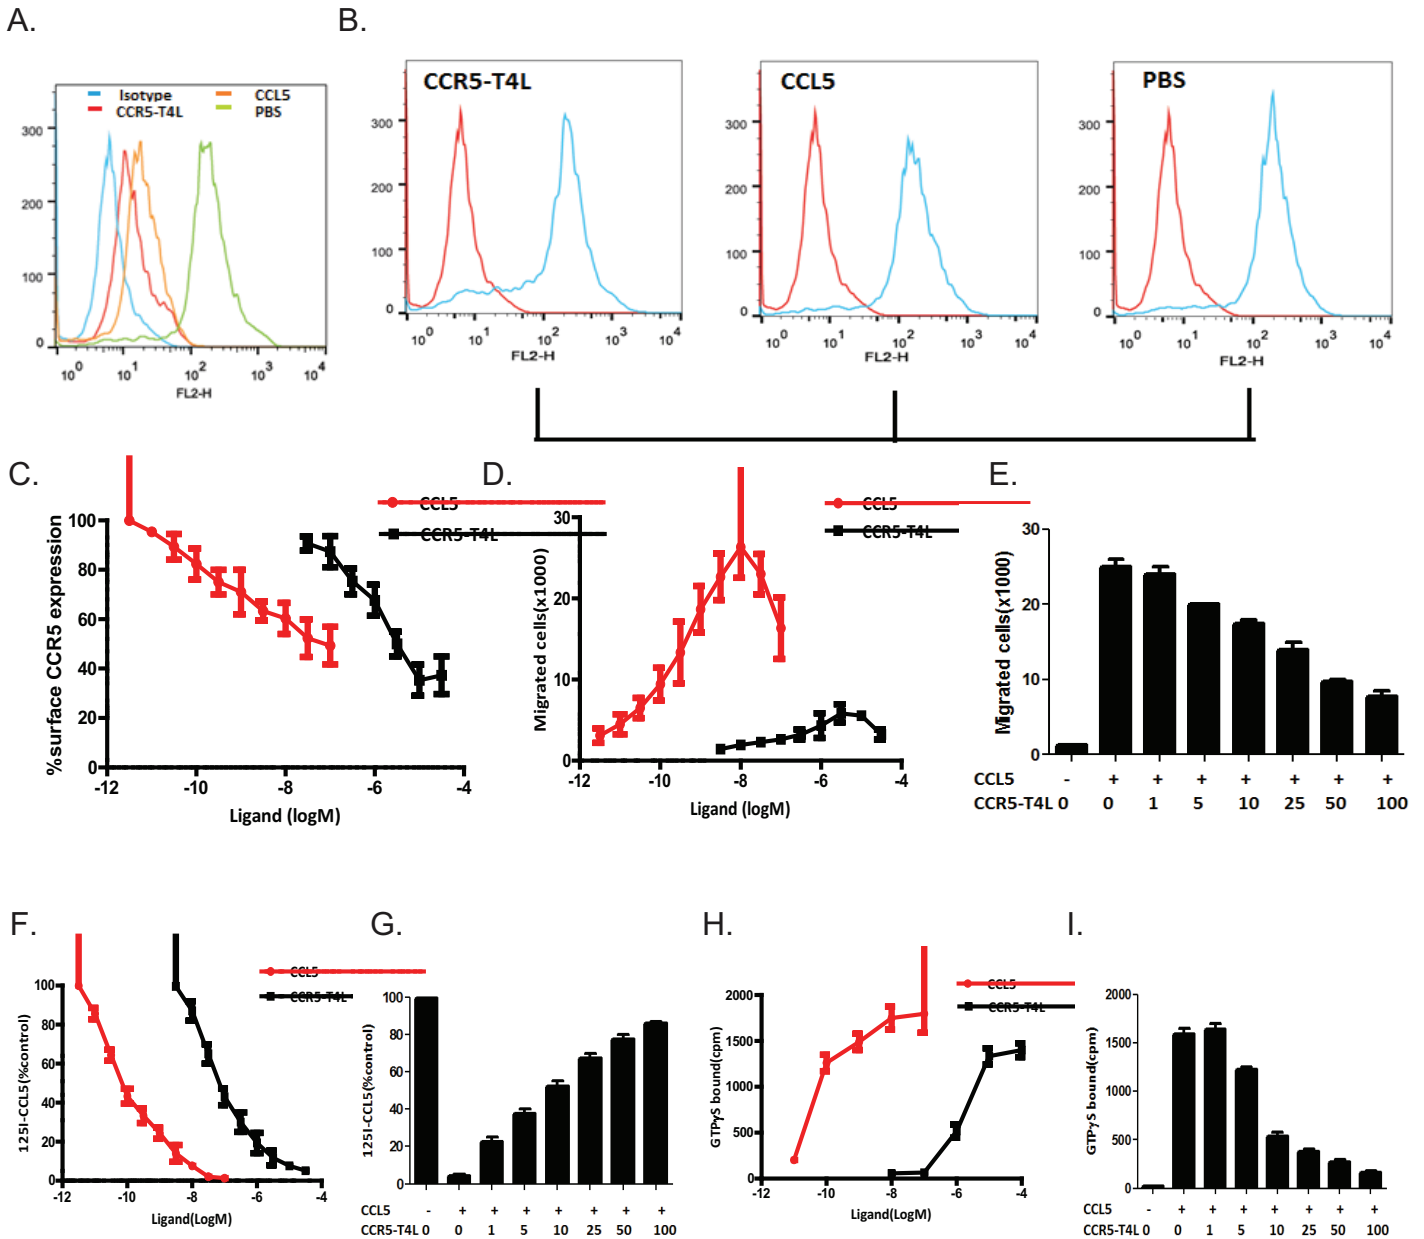 A.
B.
Isotype
CCL5
CCR5-T4L
PBS
300
200
100
0
10^0 10^1 10^2 10^3 10^4
FL2-H
CCR5-T4L
300
200
100
0
10^0 10^1 10^2 10^3 10^4
FL2-H
CCL5
300
200
100
0
10^0 10^1 10^2 10^3 10^4
FL2-H
PBS
300
200
100
0
10^0 10^1 10^2 10^3 10^4
FL2-H
C.
CCL5
CCR5-T4L
%surface CCR5 expression
100
80
60
40
20
0
-12 -10 -8 -6 -4
Ligand (logM)
D.
CCL5
CCR5-T4L
Migrated cells(x1000)
30
20
10
0
-12 -10 -8 -6 -4
Ligand (logM)
E.
Migrated cells(x1000)
30
20
10
0
CCL5 - + + + + + + +
CCR5-T4L 0 0 1 5 10 25 50 100
F.
CCL5
CCR5-T4L
125I-CCL5(%control)
100
80
60
40
20
0
-12 -10 -8 -6 -4
Ligand(LogM)
G.
125I-CCL5(%control)
100
80
60
40
20
0
CCL5 - + + + + + + +
CCR5-T4L 0 0 1 5 10 25 50 100
H.
CCL5
CCR5-T4L
GTPγS bound(cpm)
2000
1500
1000
500
0
-12 -10 -8 -6 -4
Ligand(LogM)
I.
GTPγS bound(cpm)
2000
1500
1000
500
0
CCL5 - + + + + + + +
CCR5-T4L 0 0 1 5 10 25 50 100